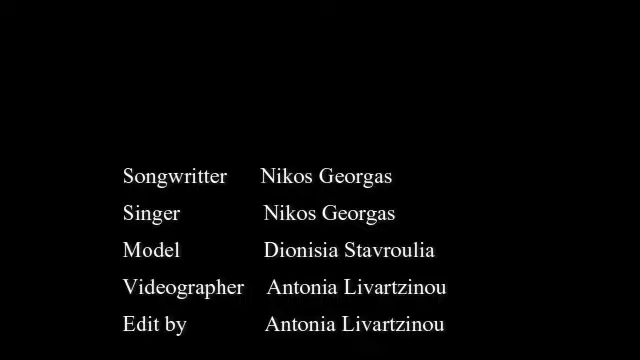 Songwritter Nikos Georgas
Singer Nikos Georgas
Model Dionisia Stavroulia
Videographer Antonia Livartzinou
Edit by Antonia Livartzinou